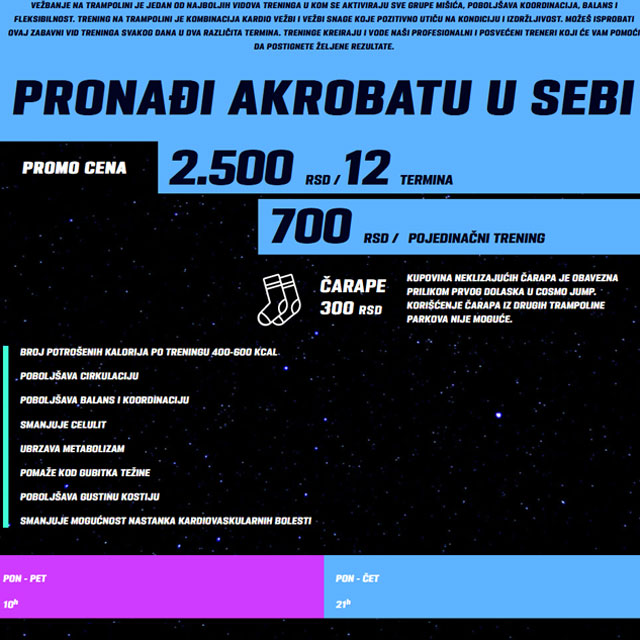 VEŽBANJE NA TRAMPOLINI JE JEDAN OD NAJBOLJIH VIDOVA TRENINGA U KOM SE AKTIVIRAJU SVE GRUPE MIŠIĆA, POBOLJŠAVA KOORDINACIJA, BALANS I
FLEKSIBILNOST. TRENING NA TRAMPOLINI JE KOMBINACIJA KARDIO VEŽBI I VEŽBI SNAGE KOJE POZITIVNO UTIČU NA KONDICIJU I IZDRŽLJIVOST. MOŽEŠ ISPROBATI
OVAJ ZABAVNI VID TRENINGA SVAKOG DANA U DVA RAZLIČITA TERMINA. TRENINGE KREIRAJU I VODE NAŠI PROFESIONALNI I POSVEĆENI TRENERI KOJI ĆE VAM POMOĆI
DA POSTIGNETE ŽELJENE REZULTATE.
PRONAĐI AKROBATU U SEBI
PROMO CENA 2.500 RSD / 12 TERMINA
700 RSD / POJEDINAČNI TRENING
ČARAPE
300 RSD
KUPOVINA NEKLIZAJUĆIH ČARAPA JE OBAVEZNA
PRILIKOM PRVOG DOLASKA U COSMO JUMP.
KORIŠĆENJE ČARAPA IZ DRUGIH TRAMPOLINE
PARKOVA NIJE MOGUĆE.
BROJ POTROŠENIH KALORIJA PO TRENINGU 400-600 KCAL
POBOLJŠAVA CIRKULACIJU
POBOLJŠAVA BALANS I KOORDINACIJU
SMANJUJE CELULIT
UBRZAVA METABOLIZAM
POMAŽE KOD GUBITKA TEŽINE
POBOLJŠAVA GUSTINU KOSTIJU
SMANJUJE MOGUĆNOST NASTANKA KARDIOVASKULARNIH BOLESTI
PON - PET
10h
PON - ČET
21h